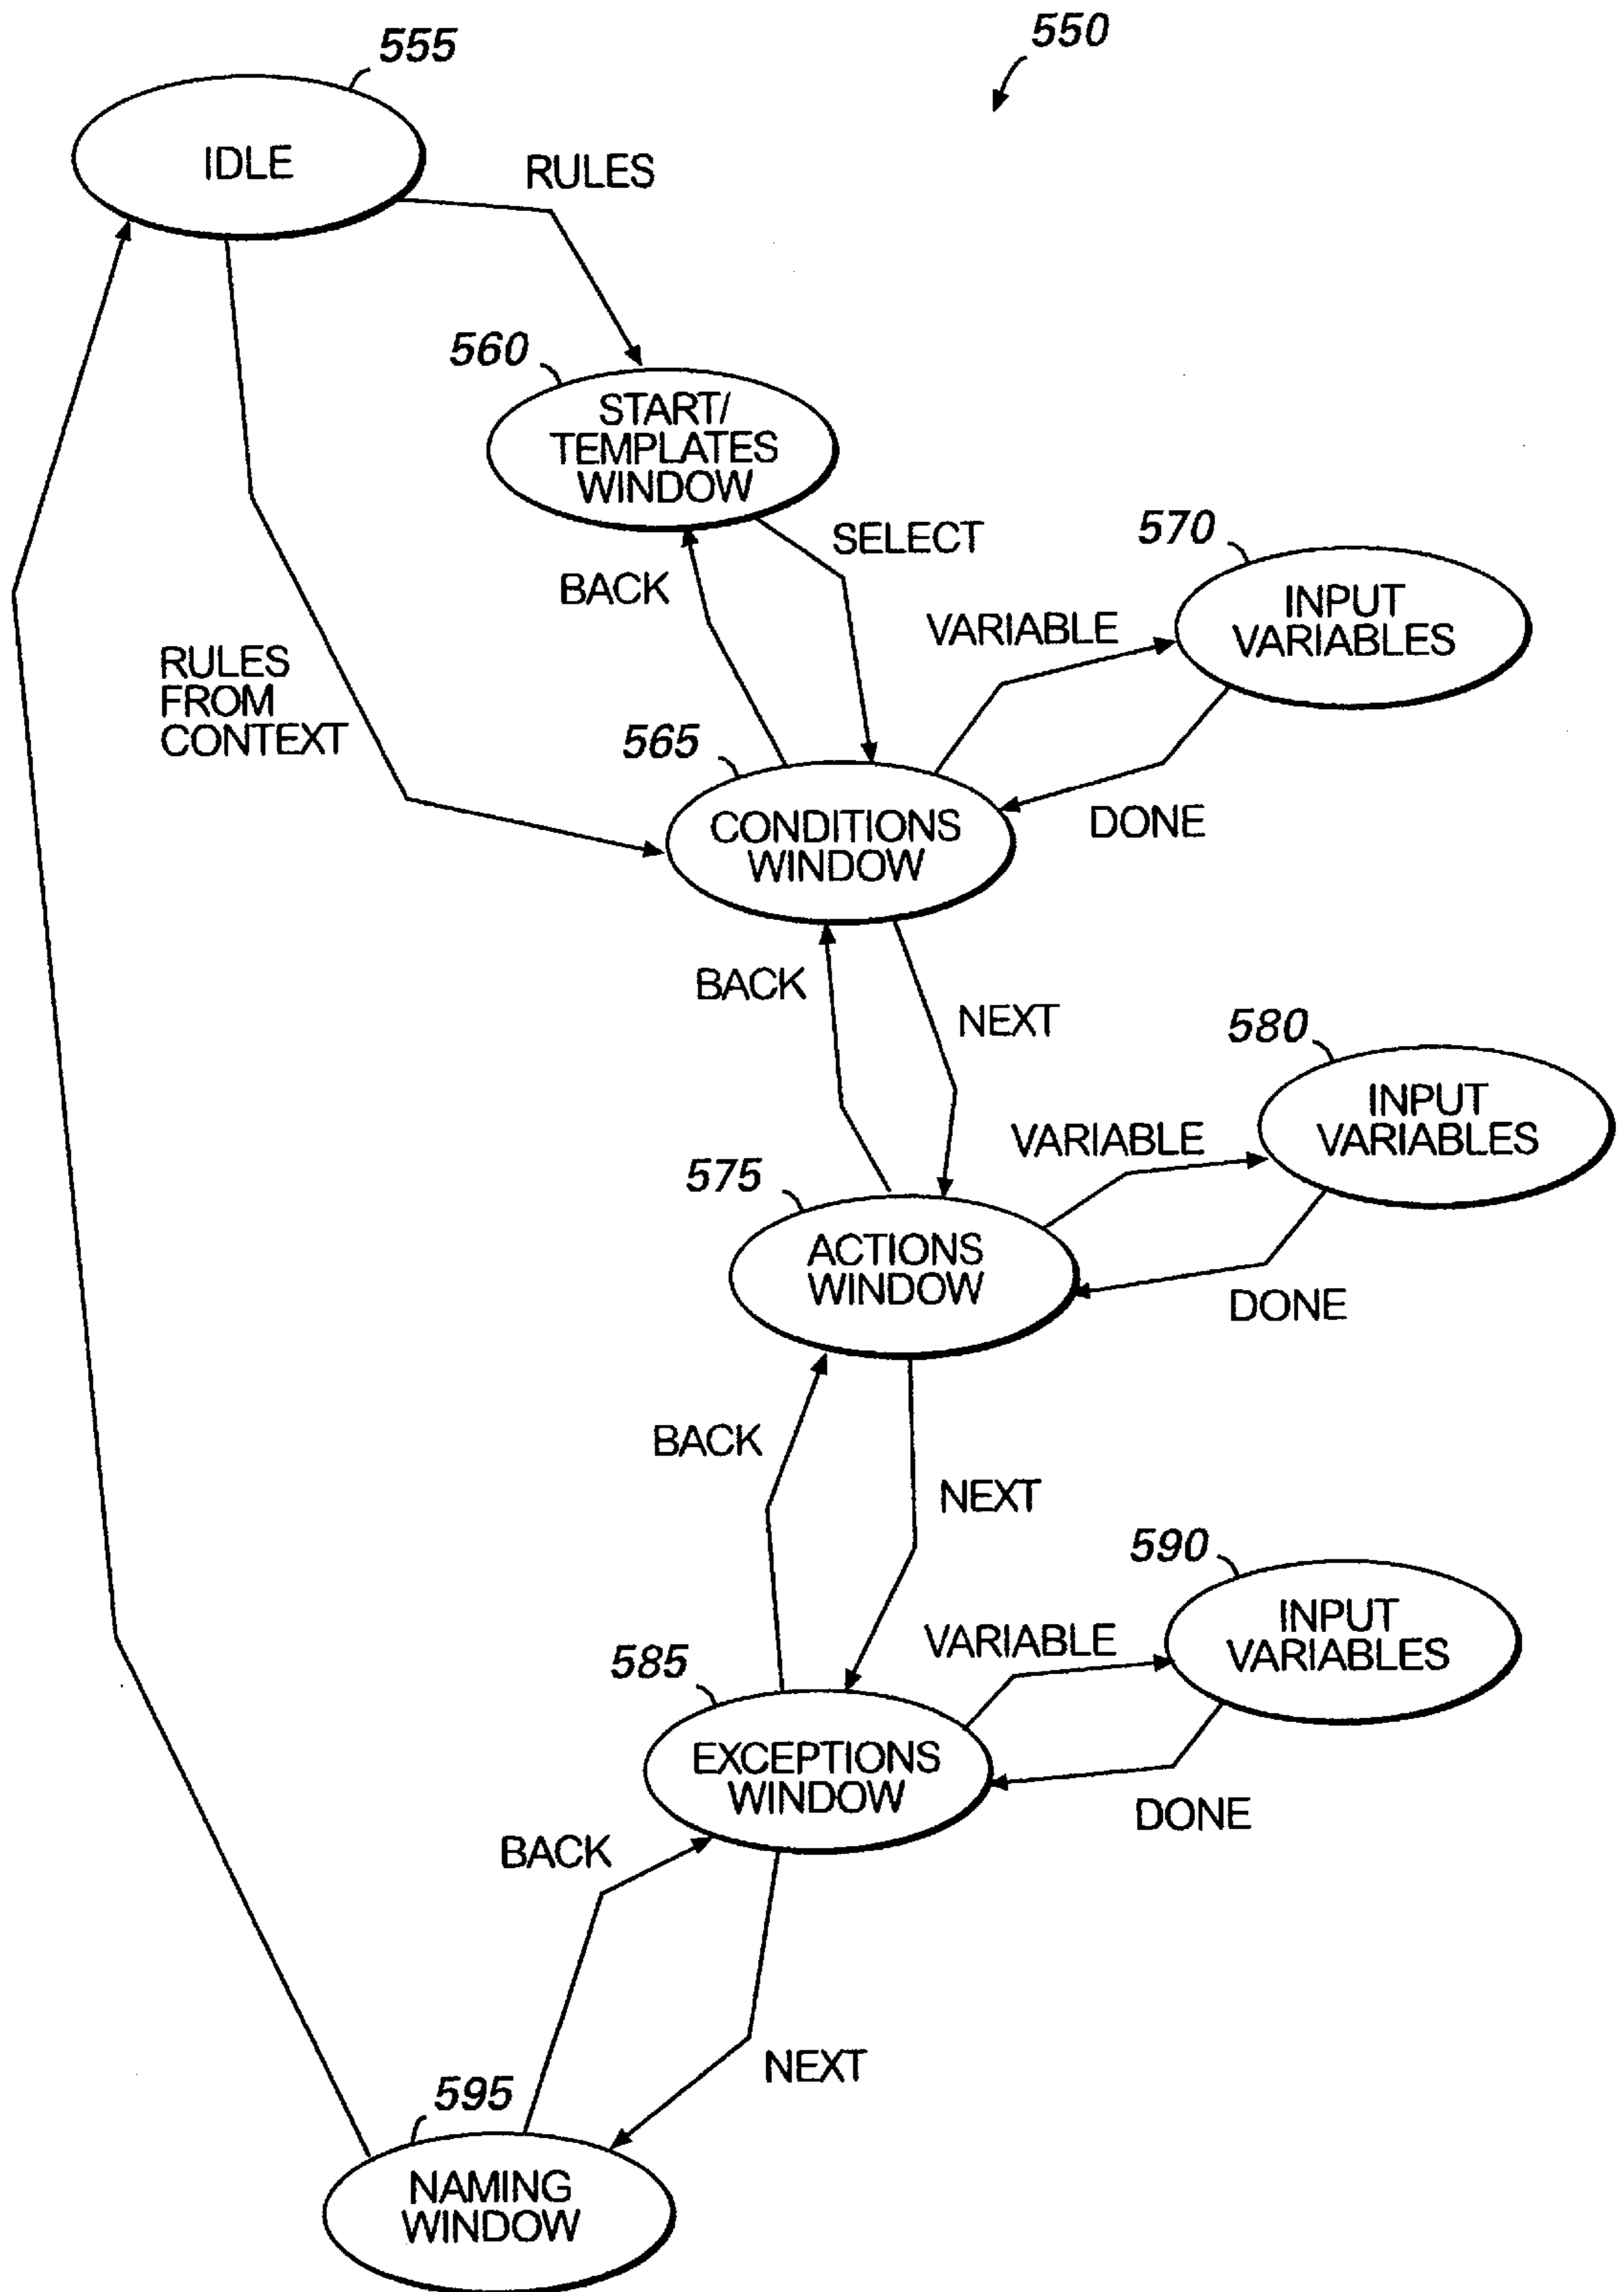 555
550
IDLE
RULES
560
START/
TEMPLATES
WINDOW
SELECT
BACK
570
INPUT
VARIABLES
VARIABLE
RULES
FROM
CONTEXT
565
CONDITIONS
WINDOW
DONE
BACK
NEXT
580
INPUT
VARIABLES
VARIABLE
575
ACTIONS
WINDOW
DONE
BACK
NEXT
590
INPUT
VARIABLES
VARIABLE
585
EXCEPTIONS
WINDOW
DONE
BACK
NEXT
595
NAMING
WINDOW